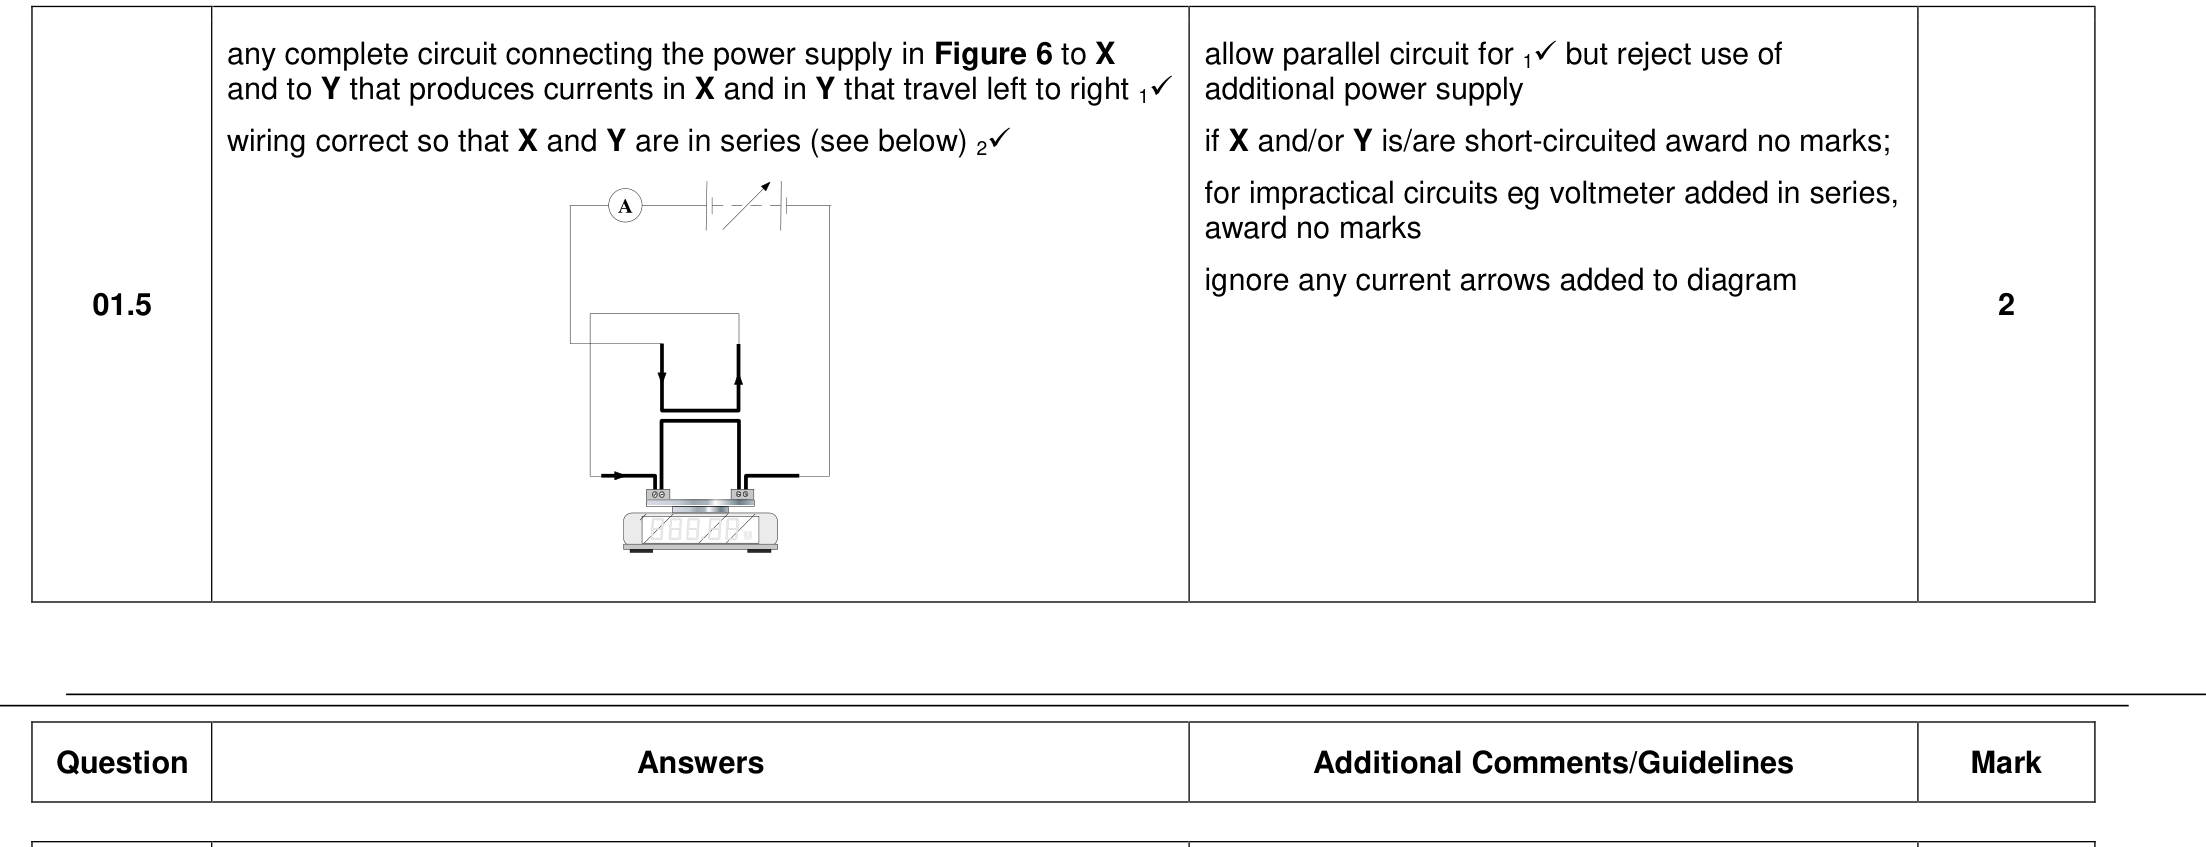 01.5
any complete circuit connecting the power supply in Figure 6 to X
and to Y that produces currents in X and in Y that travel left to right 1✓
wiring correct so that X and Y are in series (see below) 2✓
A
allow parallel circuit for 1✓ but reject use of
additional power supply
if X and/or Y is/are short-circuited award no marks;
for impractical circuits eg voltmeter added in series,
award no marks
ignore any current arrows added to diagram
2
Question
Answers
Additional Comments/Guidelines
Mark